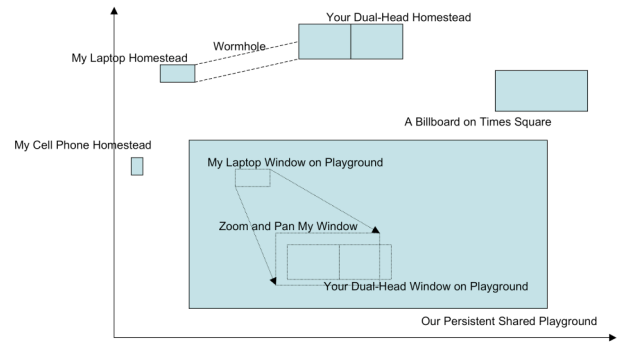 Your Dual-Head Homestead
Wormhole
My Laptop Homestead
A Billboard on Times Square
My Cell Phone Homestead
My Laptop Window on Playground
Zoom and Pan My Window
Your Dual-Head Window on Playground
Our Persistent Shared Playground